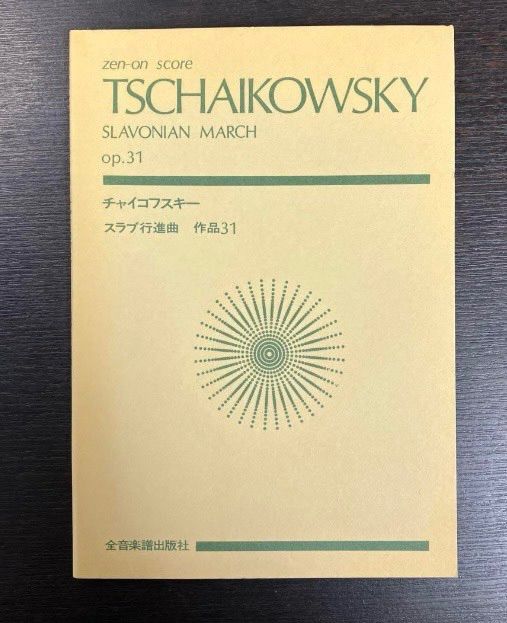 zen-on score
TSCHAIKOWSKY
SLAVONIAN MARCH
op.31
チャイコフスキー
スラブ行進曲 作品31
全音楽譜出版社